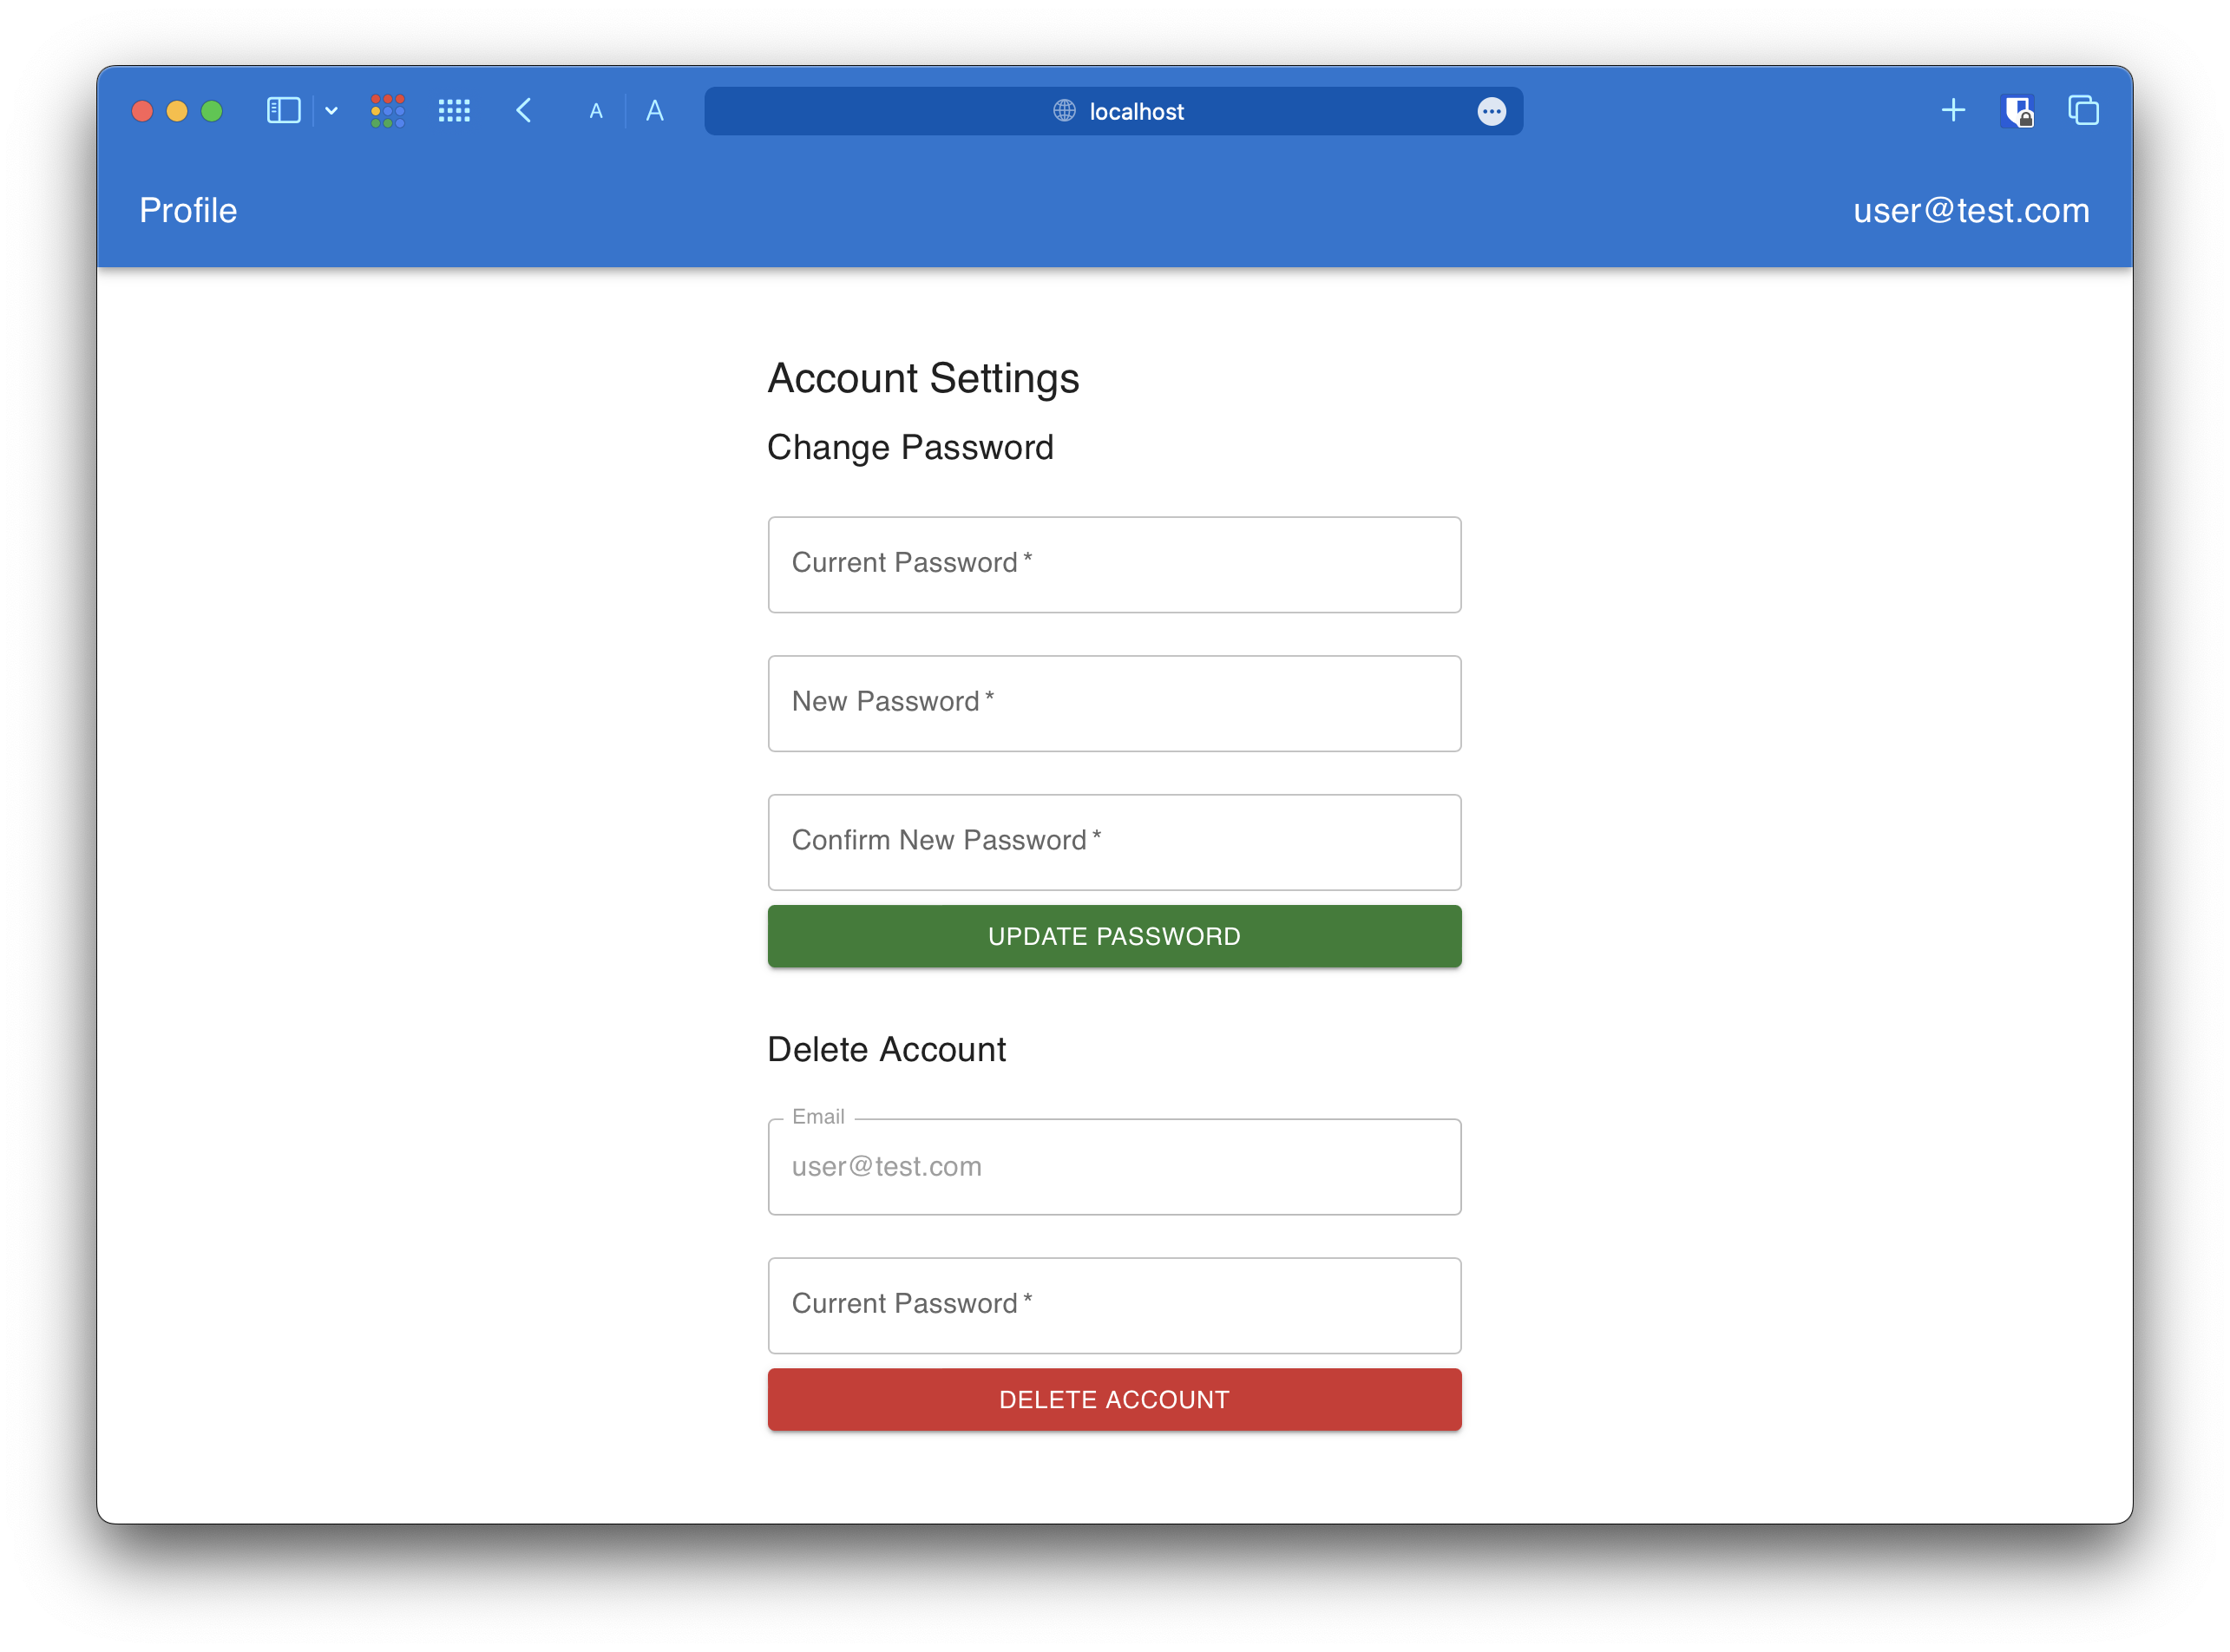 A A localhost
Profile user@test.com
Account Settings
Change Password
Current Password *
New Password *
Confirm New Password *
UPDATE PASSWORD
Delete Account
Email
user@test.com
Current Password *
DELETE ACCOUNT